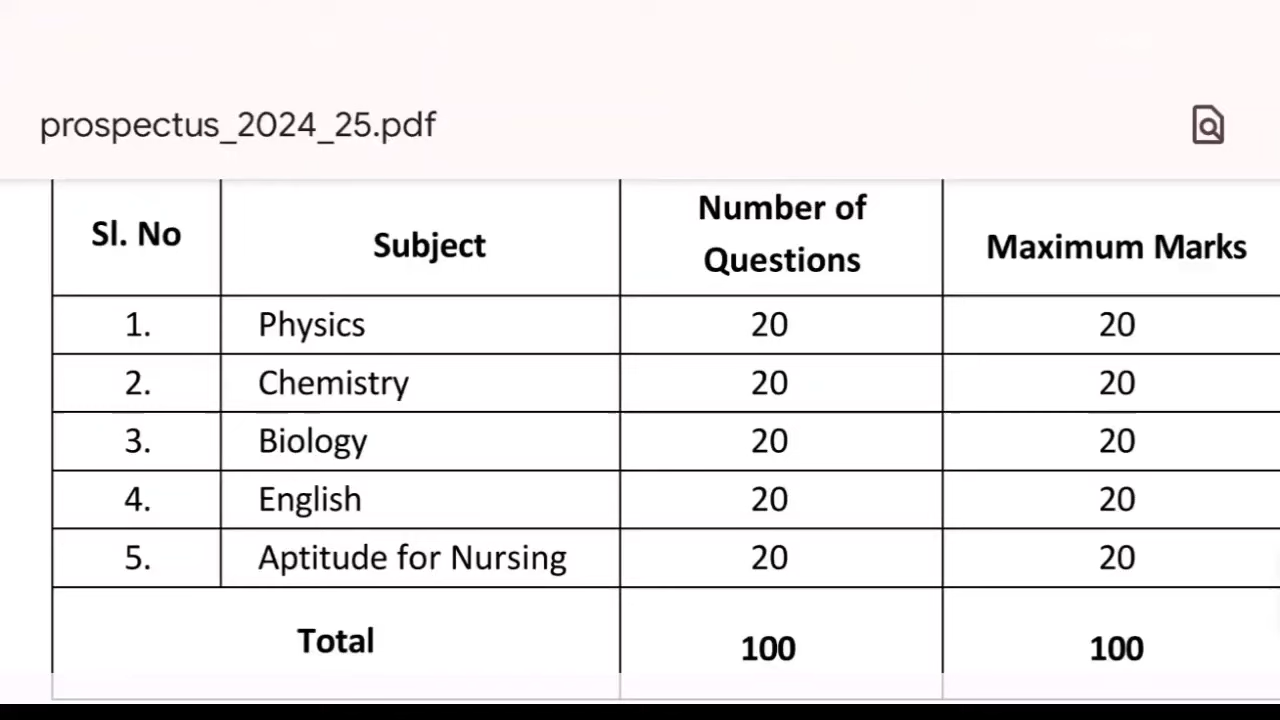 prospectus_2024_25.pdf
Sl. No Subject Number of Questions Maximum Marks
1. Physics 20 20
2. Chemistry 20 20
3. Biology 20 20
4. English 20 20
5. Aptitude for Nursing 20 20
Total 100 100